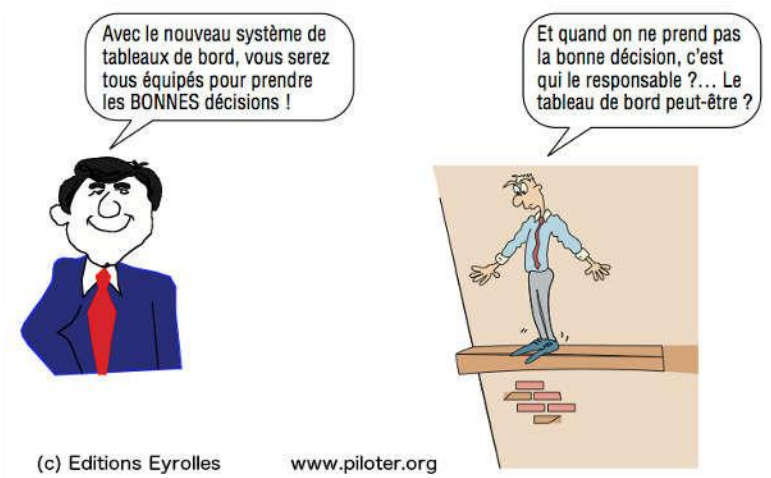 Avec le nouveau système de
tableaux de bord, vous serez
tous équipés pour prendre
les BONNES décisions !
Et quand on ne prend pas
la bonne décision, c'est
qui le responsable ?... Le
tableau de bord peut-être ?
(c) Editions Eyrolles
www.piloter.org